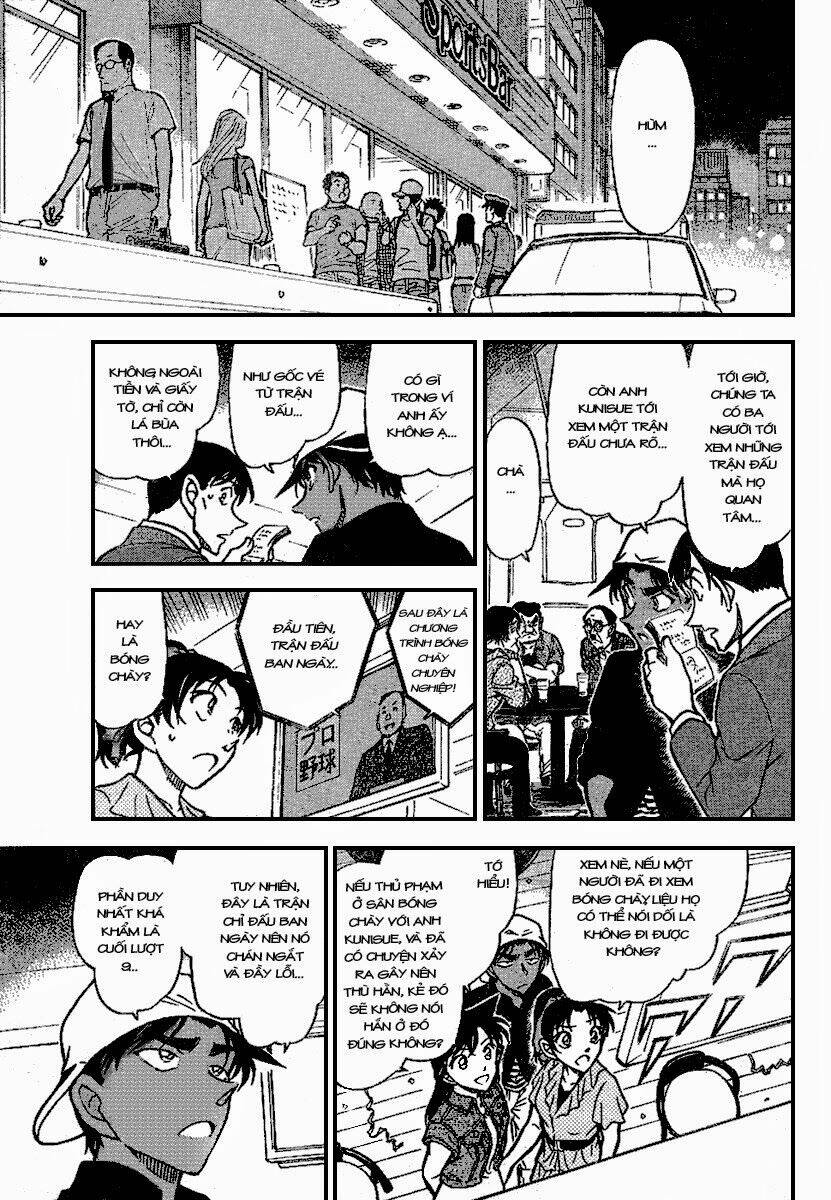 SportsBar
HỪM
...
TỚI GIỜ,
CHÚNG TA
CÓ BA
NGƯỜI TỚI
XEM NHỮNG
TRẬN ĐẤU
MÀ HỌ
QUAN
TÂM...
CÒN ANH
KUNIGUE TỚI
XEM MỘT TRẬN
ĐẤU CHƯA RÕ...
CHÀ
...
CÓ GÌ
TRONG VÍ
ANH ẤY
KHÔNG Ạ...
NHƯ GỐC VÉ
TỪ TRẬN
ĐẤU...
KHÔNG NGOÀI
TIỀN VÀ GIẤY
TỜ, CHỈ CÒN
LÁ BÙA
THÔI...
SAU ĐÂY LÀ
CHƯƠNG
TRÌNH BÓNG
CHÀY
CHUYÊN
NGHIỆP!
ĐẦU TIÊN,
TRẬN ĐẤU
BAN NGÀY...
プロ
野球
HAY
LÀ
BÓNG
CHÀY?
XEM NÈ, NẾU MỘT
NGƯỜI ĐÃ ĐI XEM
BÓNG CHÀY, LIỆU HỌ
CÓ THỂ NÓI DỐI LÀ
KHÔNG ĐI ĐƯỢC
KHÔNG?
TỚ
HIỂU!
NẾU THỦ PHẠM
Ở SÂN BÓNG
CHÀY VỚI ANH
KUNIGUE, VÀ ĐÃ
CÓ CHUYỆN XẢY
RA GÂY NÊN
THÙ HẰN, KẺ ĐÓ
SẼ KHÔNG NÓI
HẮN Ở ĐÓ
ĐÚNG KHÔNG?
TUY NHIÊN,
ĐÂY LÀ TRẬN
CHỈ ĐẤU BAN
NGÀY NÊN NÓ
CHÁN NGẮT
VÀ ĐẦY LỖI...
PHẦN DUY
NHẤT KHÁ
KHẨM LÀ
CUỐI LƯỢT
9...